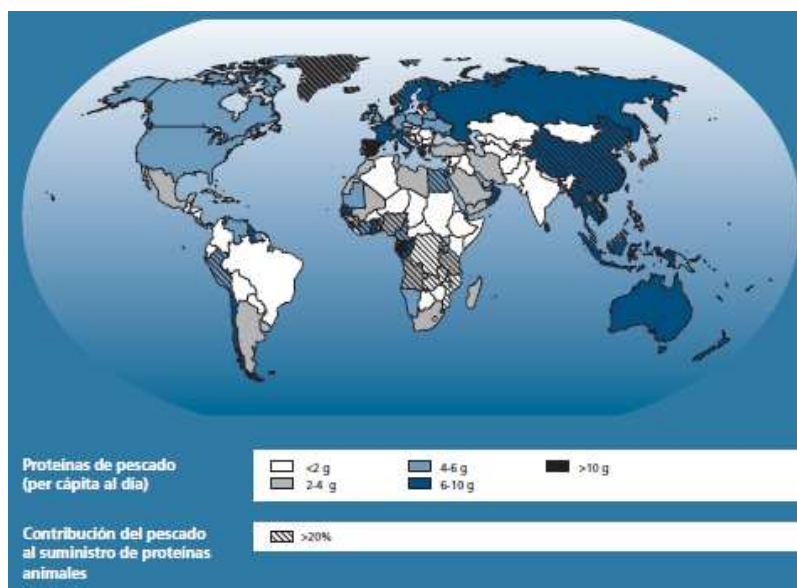 Proteínas de pescado
(per cápita al día)
<2 g
4-6 g
>10 g
2-4 g
6-10 g
Contribución del pescado
al suministro de proteínas
animales
>20%